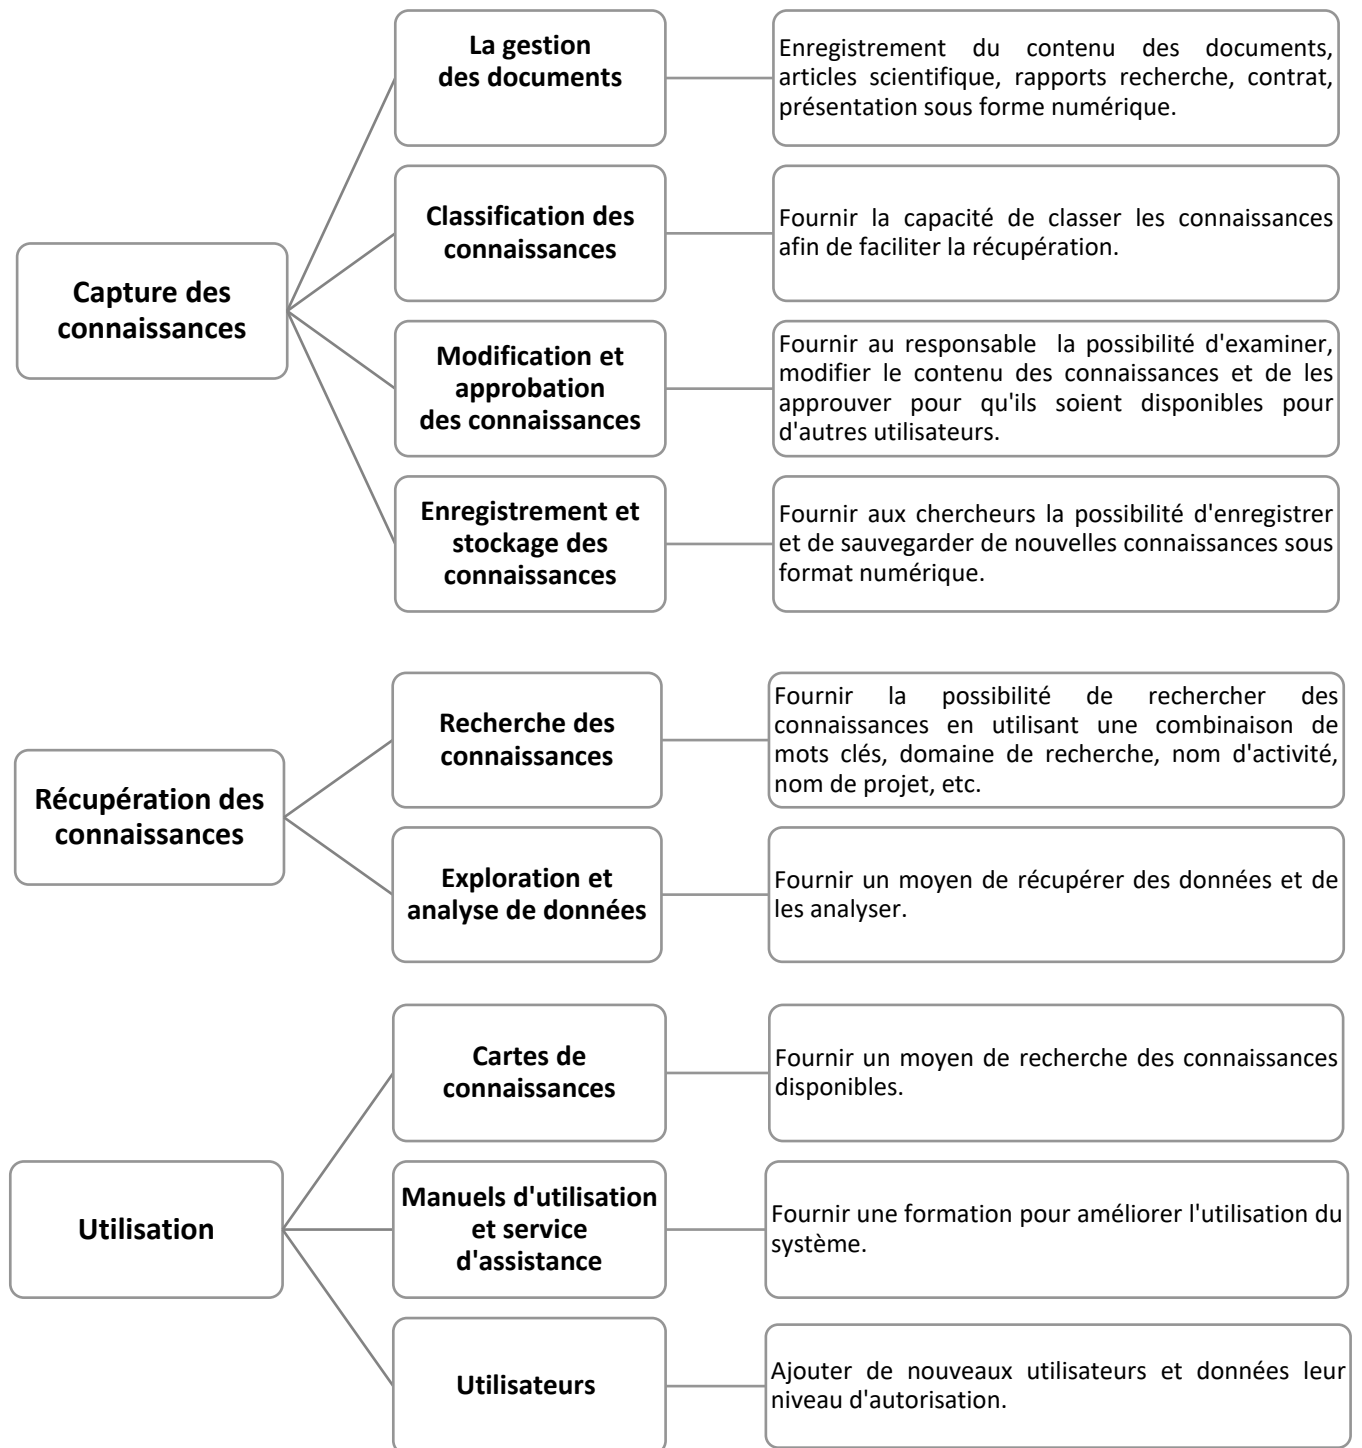 Capture des
connaissances
La gestion
des documents
Enregistrement du contenu des documents,
articles scientifique, rapports recherche, contrat,
présentation sous forme numérique.
Classification des
connaissances
Fournir la capacité de classer les connaissances
afin de faciliter la récupération.
Modification et
approbation
des connaissances
Fournir au responsable la possibilité d'examiner,
modifier le contenu des connaissances et de les
approuver pour qu'ils soient disponibles pour
d'autres utilisateurs.
Enregistrement et
stockage des
connaissances
Fournir aux chercheurs la possibilité d'enregistrer
et de sauvegarder de nouvelles connaissances sous
format numérique.
Récupération des
connaissances
Recherche des
connaissances
Fournir la possibilité de rechercher des
connaissances en utilisant une combinaison de
mots clés, domaine de recherche, nom d'activité,
nom de projet, etc.
Exploration et
analyse de données
Fournir un moyen de récupérer des données et de
les analyser.
Utilisation
Cartes de
connaissances
Fournir un moyen de recherche des connaissances
disponibles.
Manuels d'utilisation
et service
d'assistance
Fournir une formation pour améliorer l'utilisation du
système.
Utilisateurs
Ajouter de nouveaux utilisateurs et données leur
niveau d'autorisation.